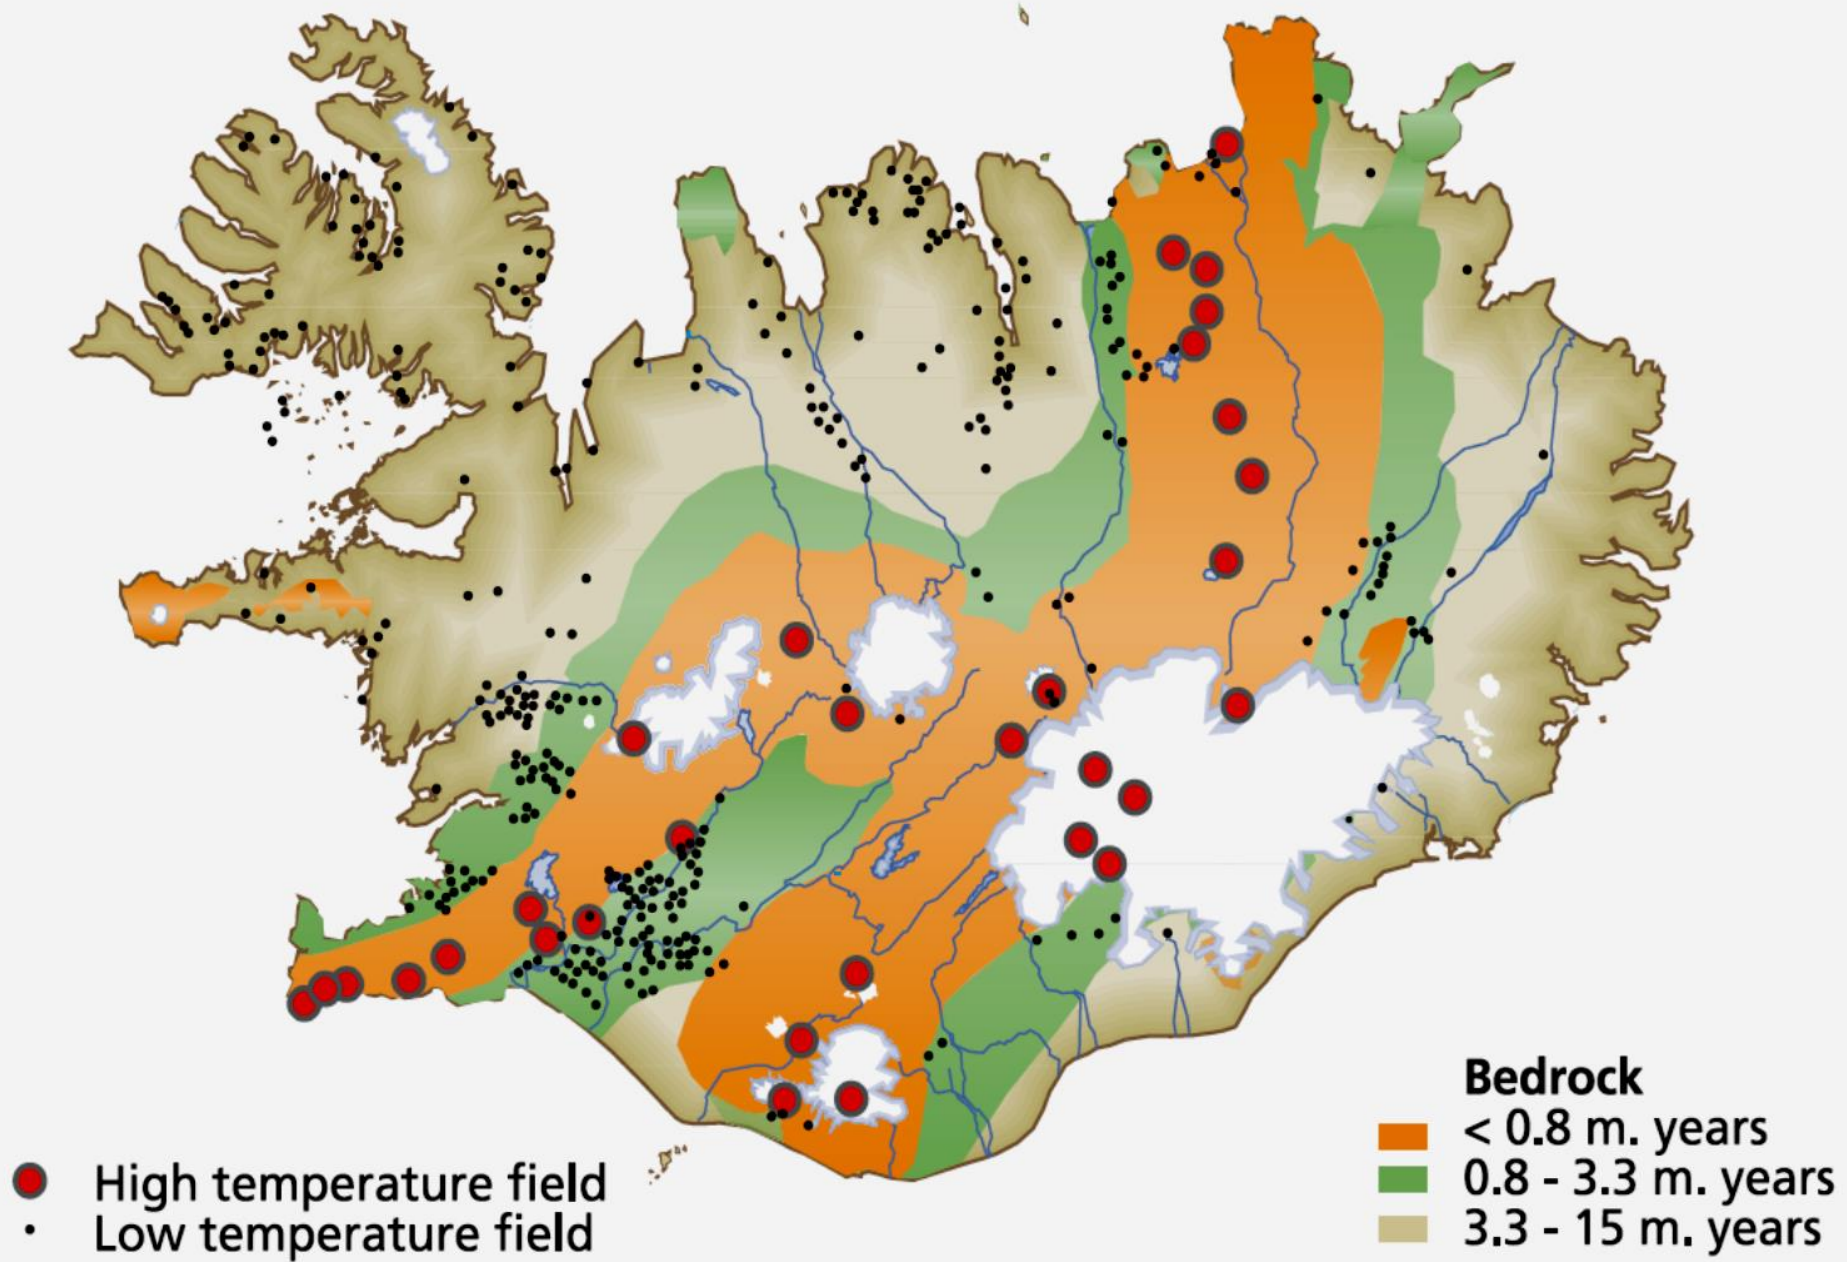 Bedrock
< 0.8 m. years
0.8 - 3.3 m. years
3.3 - 15 m. years
High temperature field
Low temperature field